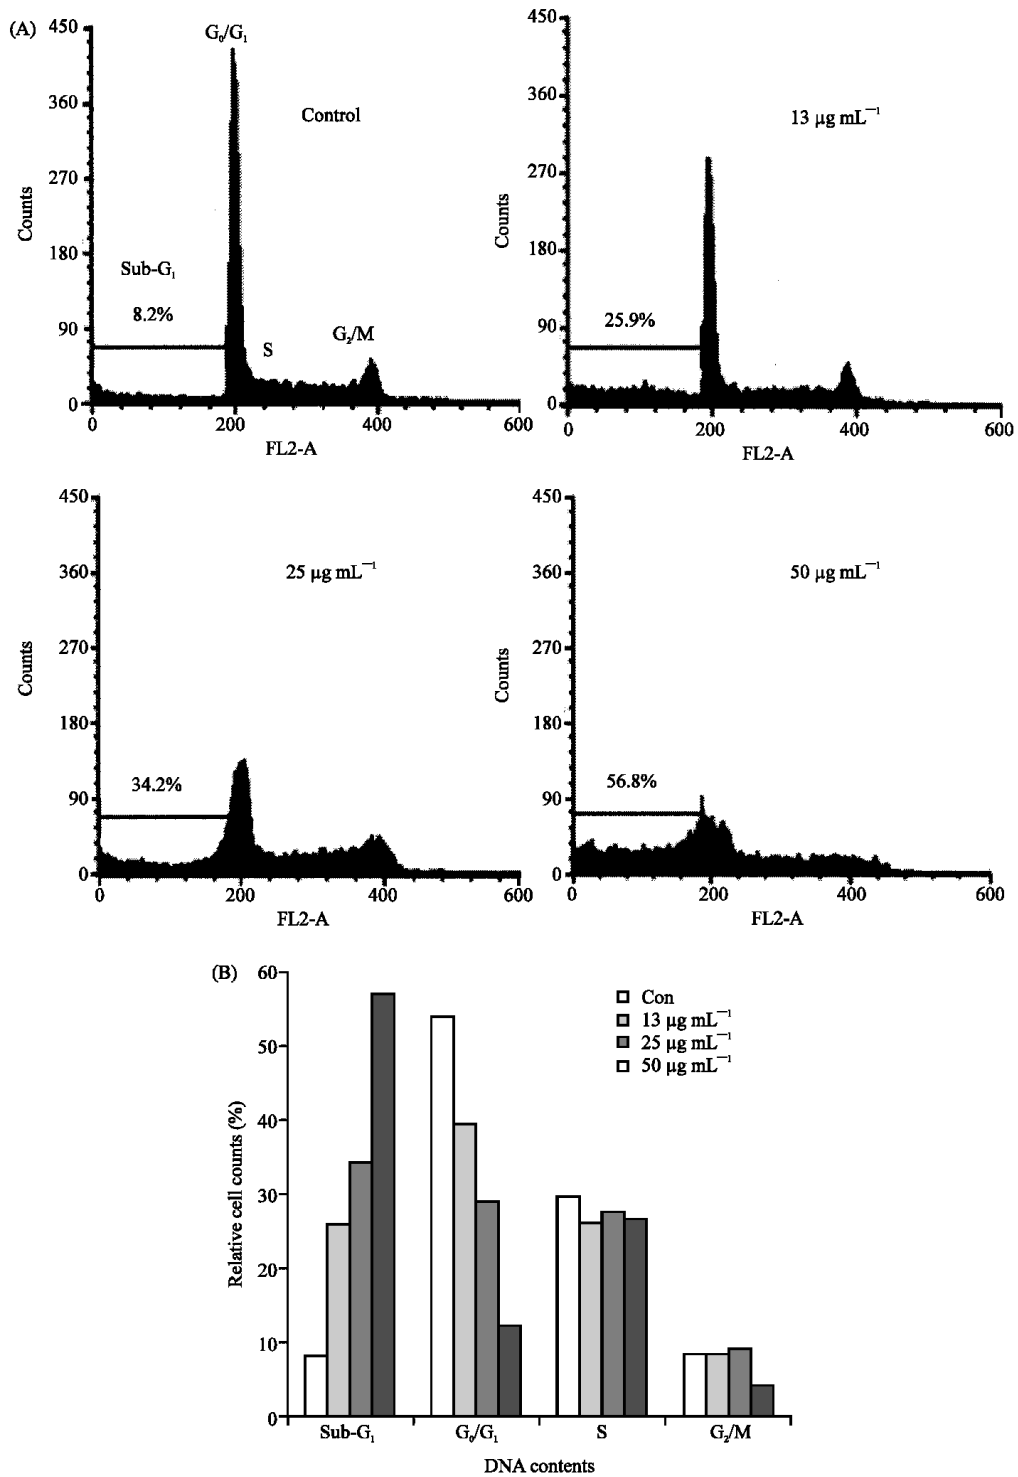 (A)
450
360
270
180
90
0
Counts
G₀/G₁
Control
Sub-G₁
8.2%
S
G₂/M
0 200 400 600
FL2-A
450
360
270
180
90
0
Counts
13 µg mL⁻¹
25.9%
0 200 400 600
FL2-A
450
360
270
180
90
0
Counts
25 µg mL⁻¹
34.2%
0 200 400 600
FL2-A
450
360
270
180
90
0
Counts
50 µg mL⁻¹
56.8%
0 200 400 600
FL2-A
(B)
60
50
40
30
20
10
0
Relative cell counts (%)
Con
13 µg mL⁻¹
25 µg mL⁻¹
50 µg mL⁻¹
Sub-G₁ G₀/G₁ S G₂/M
DNA contents